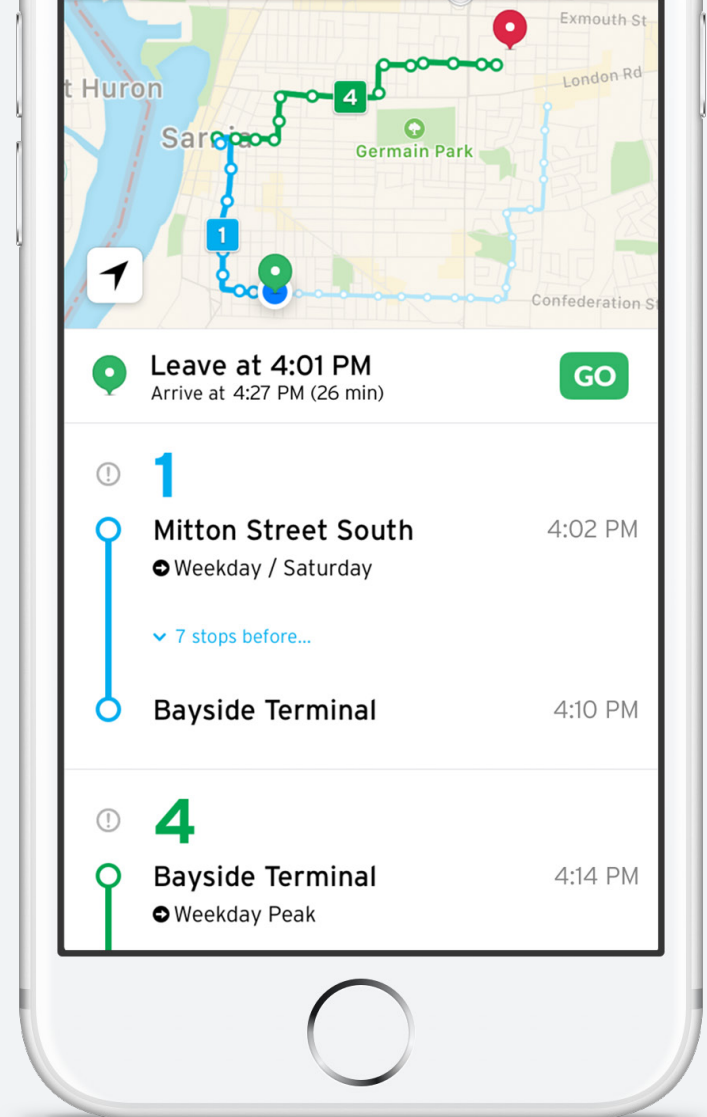 Exmouth St
London Rd
t Huron
4
Sarnia
Germain Park
1
Confederation S
Leave at 4:01 PM
GO
Arrive at 4:27 PM (26 min)
1
Mitton Street South 4:02 PM
Weekday / Saturday
7 stops before...
Bayside Terminal 4:10 PM
4
Bayside Terminal 4:14 PM
Weekday Peak